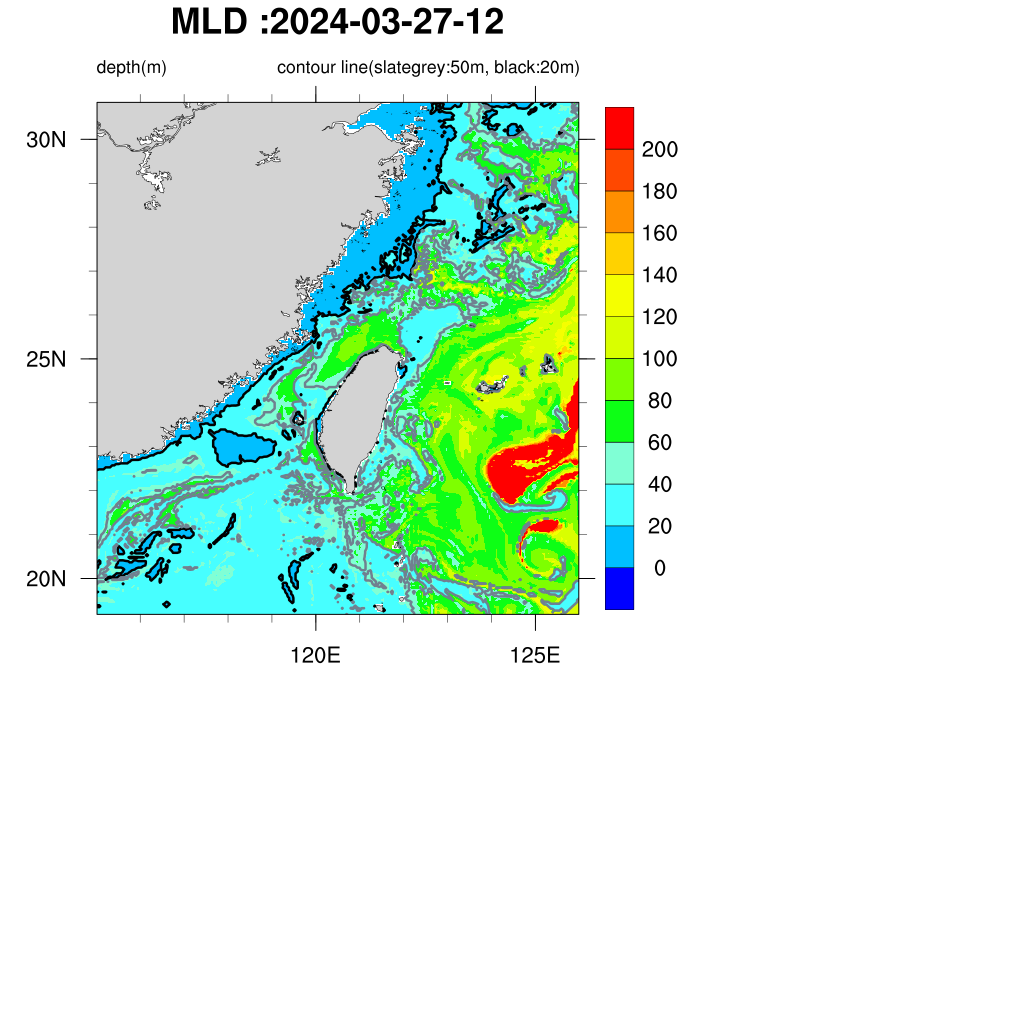 MLD :2024-03-27-12
depth(m)
contour line(slategrey:50m, black:20m)
30N
25N
20N
120E
125E
200
180
160
140
120
100
80
60
40
20
0